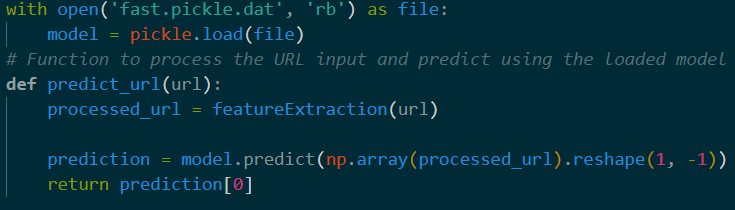 with open('fast.pickle.dat', 'rb') as file:
    model = pickle.load(file)
# Function to process the URL input and predict using the loaded model
def predict_url(url):
    processed_url = featureExtraction(url)

    prediction = model.predict(np.array(processed_url).reshape(1, -1))
    return prediction[0]